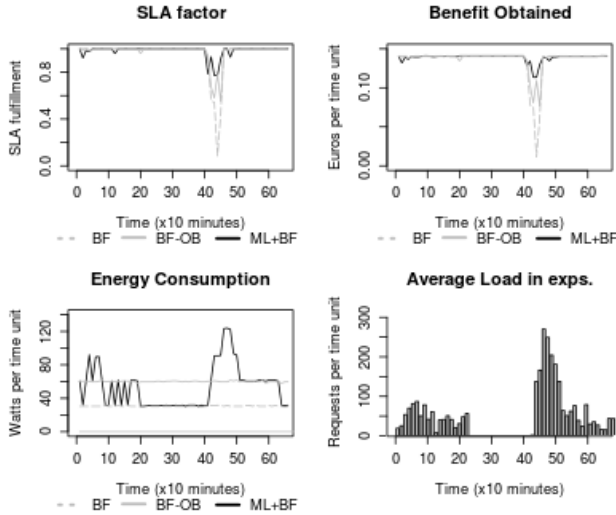 SLA factor
SLA fulfillment
0.0 0.4 0.8
0 10 20 30 40 50 60
Time (x10 minutes)
BF BF-OB ML+BF
Benefit Obtained
Euros per time unit
0.00 0.10
0 10 20 30 40 50 60
Time (x10 minutes)
BF BF-OB ML+BF
Energy Consumption
Watts per time unit
0 40 80 120
0 10 20 30 40 50 60
Time (x10 minutes)
BF BF-OB ML+BF
Average Load in exps.
Requests per time unit
0 50 100 200 300
0 10 20 30 40 50 60
Time (x10 minutes)